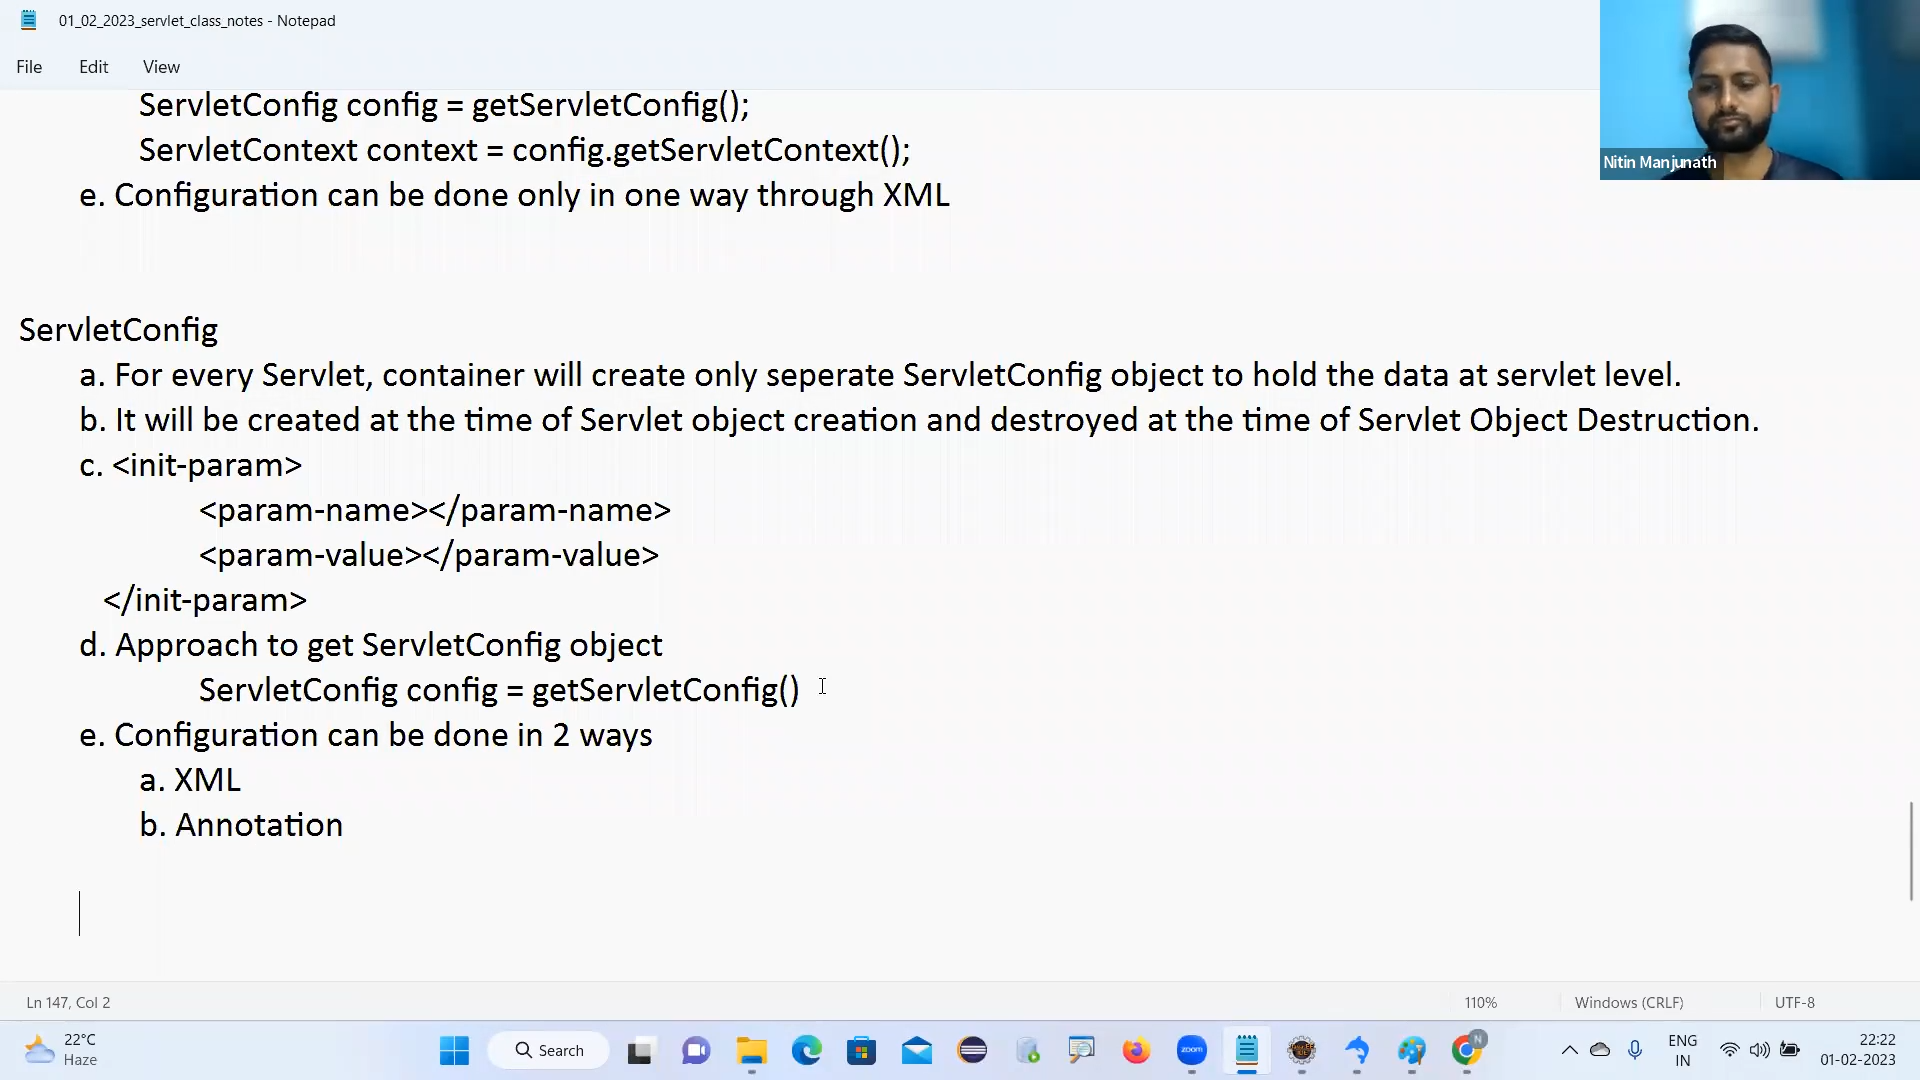 01_02_2023_servlet_class_notes - Notepad
File Edit View
ServletConfig config = getServletConfig();
ServletContext context = config.getServletContext();
e. Configuration can be done only in one way through XML
Nitin Manjunath
ServletConfig
a. For every Servlet, container will create only seperate ServletConfig object to hold the data at servlet level.
b. It will be created at the time of Servlet object creation and destroyed at the time of Servlet Object Destruction.
c. <init-param>
<param-name></param-name>
<param-value></param-value>
</init-param>
d. Approach to get ServletConfig object
ServletConfig config = getServletConfig()
e. Configuration can be done in 2 ways
a. XML
b. Annotation
Ln 147, Col 2 110% Windows (CRLF) UTF-8
22°C
Haze
Search
zoom
N
ENG
IN
22:22
01-02-2023